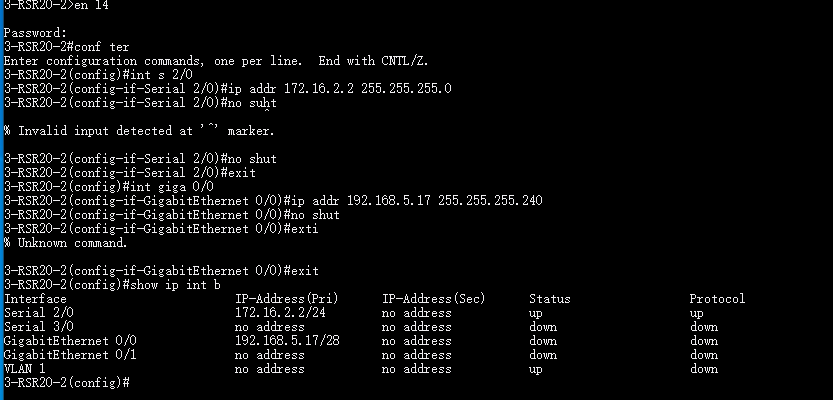 3-RSR20-2>en 14
Password:
3-RSR20-2#conf ter
Enter configuration commands, one per line.  End with CNTL/Z.
3-RSR20-2(config)#int s 2/0
3-RSR20-2(config-if-Serial 2/0)#ip addr 172.16.2.2 255.255.255.0
3-RSR20-2(config-if-Serial 2/0)#no suht
^
% Invalid input detected at '^' marker.
3-RSR20-2(config-if-Serial 2/0)#no shut
3-RSR20-2(config-if-Serial 2/0)#exit
3-RSR20-2(config)#int giga 0/0
3-RSR20-2(config-if-GigabitEthernet 0/0)#ip addr 192.168.5.17 255.255.255.240
3-RSR20-2(config-if-GigabitEthernet 0/0)#no shut
3-RSR20-2(config-if-GigabitEthernet 0/0)#exti
% Unknown command.
3-RSR20-2(config-if-GigabitEthernet 0/0)#exit
3-RSR20-2(config)#show ip int b
Interface IP-Address(Pri) IP-Address(Sec) Status Protocol
Serial 2/0 172.16.2.2/24 no address up up
Serial 3/0 no address no address down down
GigabitEthernet 0/0 192.168.5.17/28 no address down down
GigabitEthernet 0/1 no address no address down down
VLAN 1 no address no address up down
3-RSR20-2(config)#